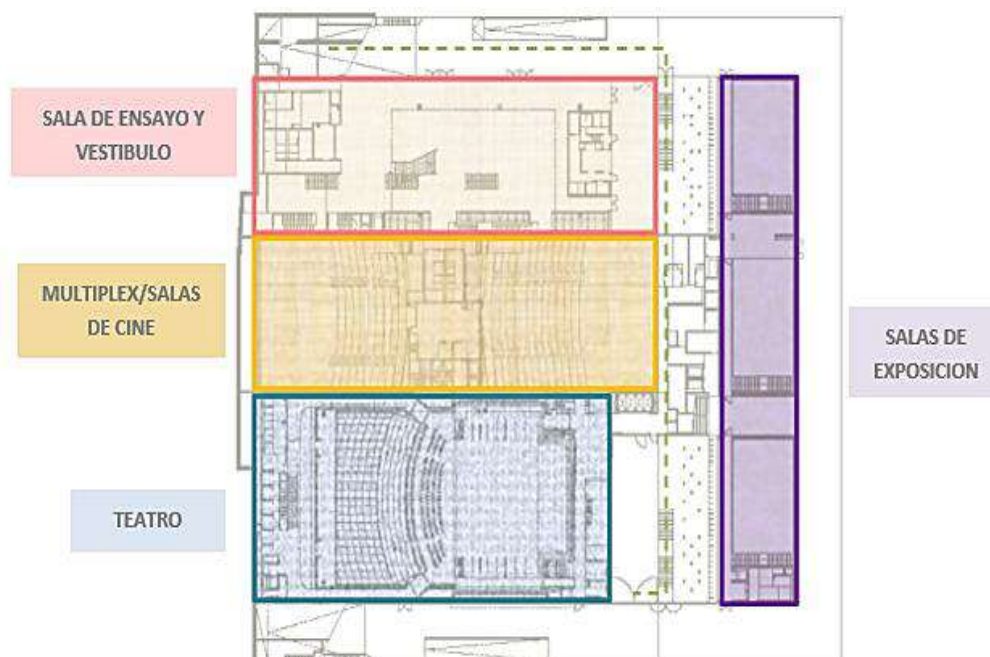 SALA DE ENSAYO Y
VESTIBULO
MULTIPLEX/SALAS
DE CINE
SALAS DE
EXPOSICION
TEATRO